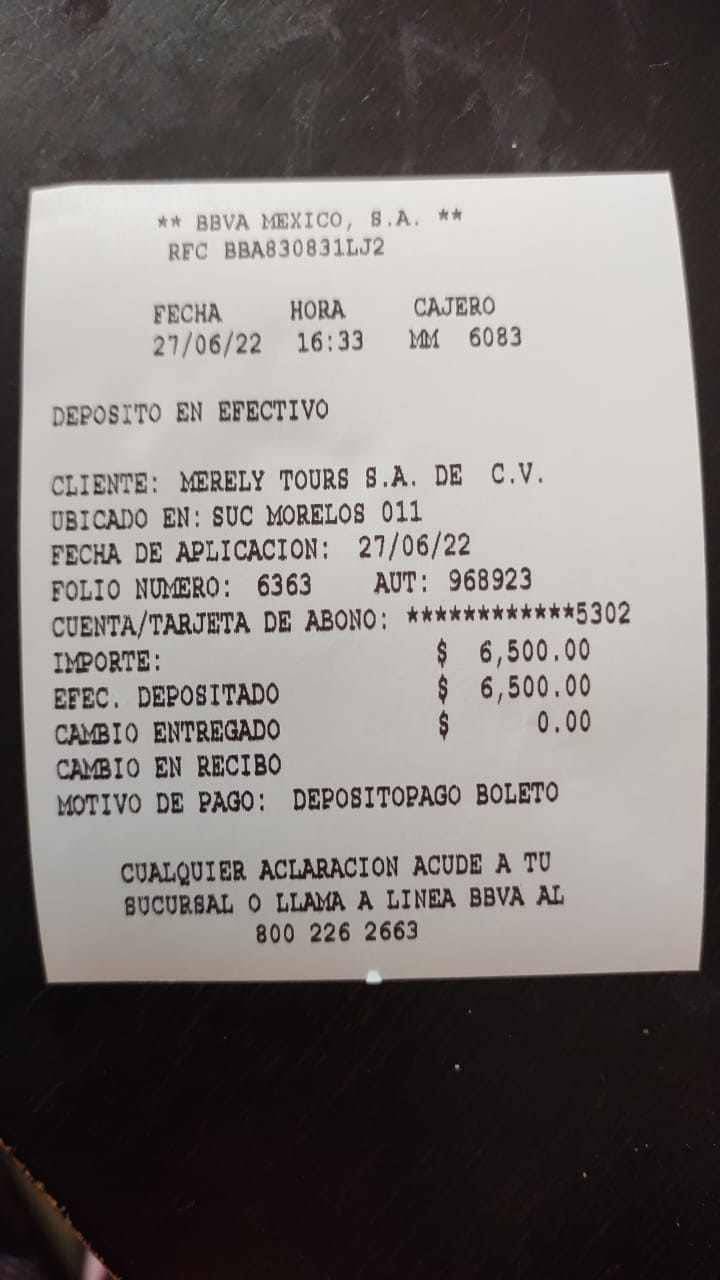 ** BBVA MEXICO, S.A. **
RFC BBA830831LJ2
FECHA HORA CAJERO
27/06/22 16:33 MM 6083
DEPOSITO EN EFECTIVO
CLIENTE: MERELY TOURS S.A. DE C.V.
UBICADO EN: SUC MORELOS 011
FECHA DE APLICACION: 27/06/22
FOLIO NUMERO: 6363 AUT: 968923
CUENTA/TARJETA DE ABONO: ************5302
IMPORTE: $ 6,500.00
EFEC. DEPOSITADO $ 6,500.00
CAMBIO ENTREGADO $ 0.00
CAMBIO EN RECIBO
MOTIVO DE PAGO: DEPOSITOPAGO BOLETO
CUALQUIER ACLARACION ACUDE A TU
SUCURSAL O LLAMA A LINEA BBVA AL
800 226 2663